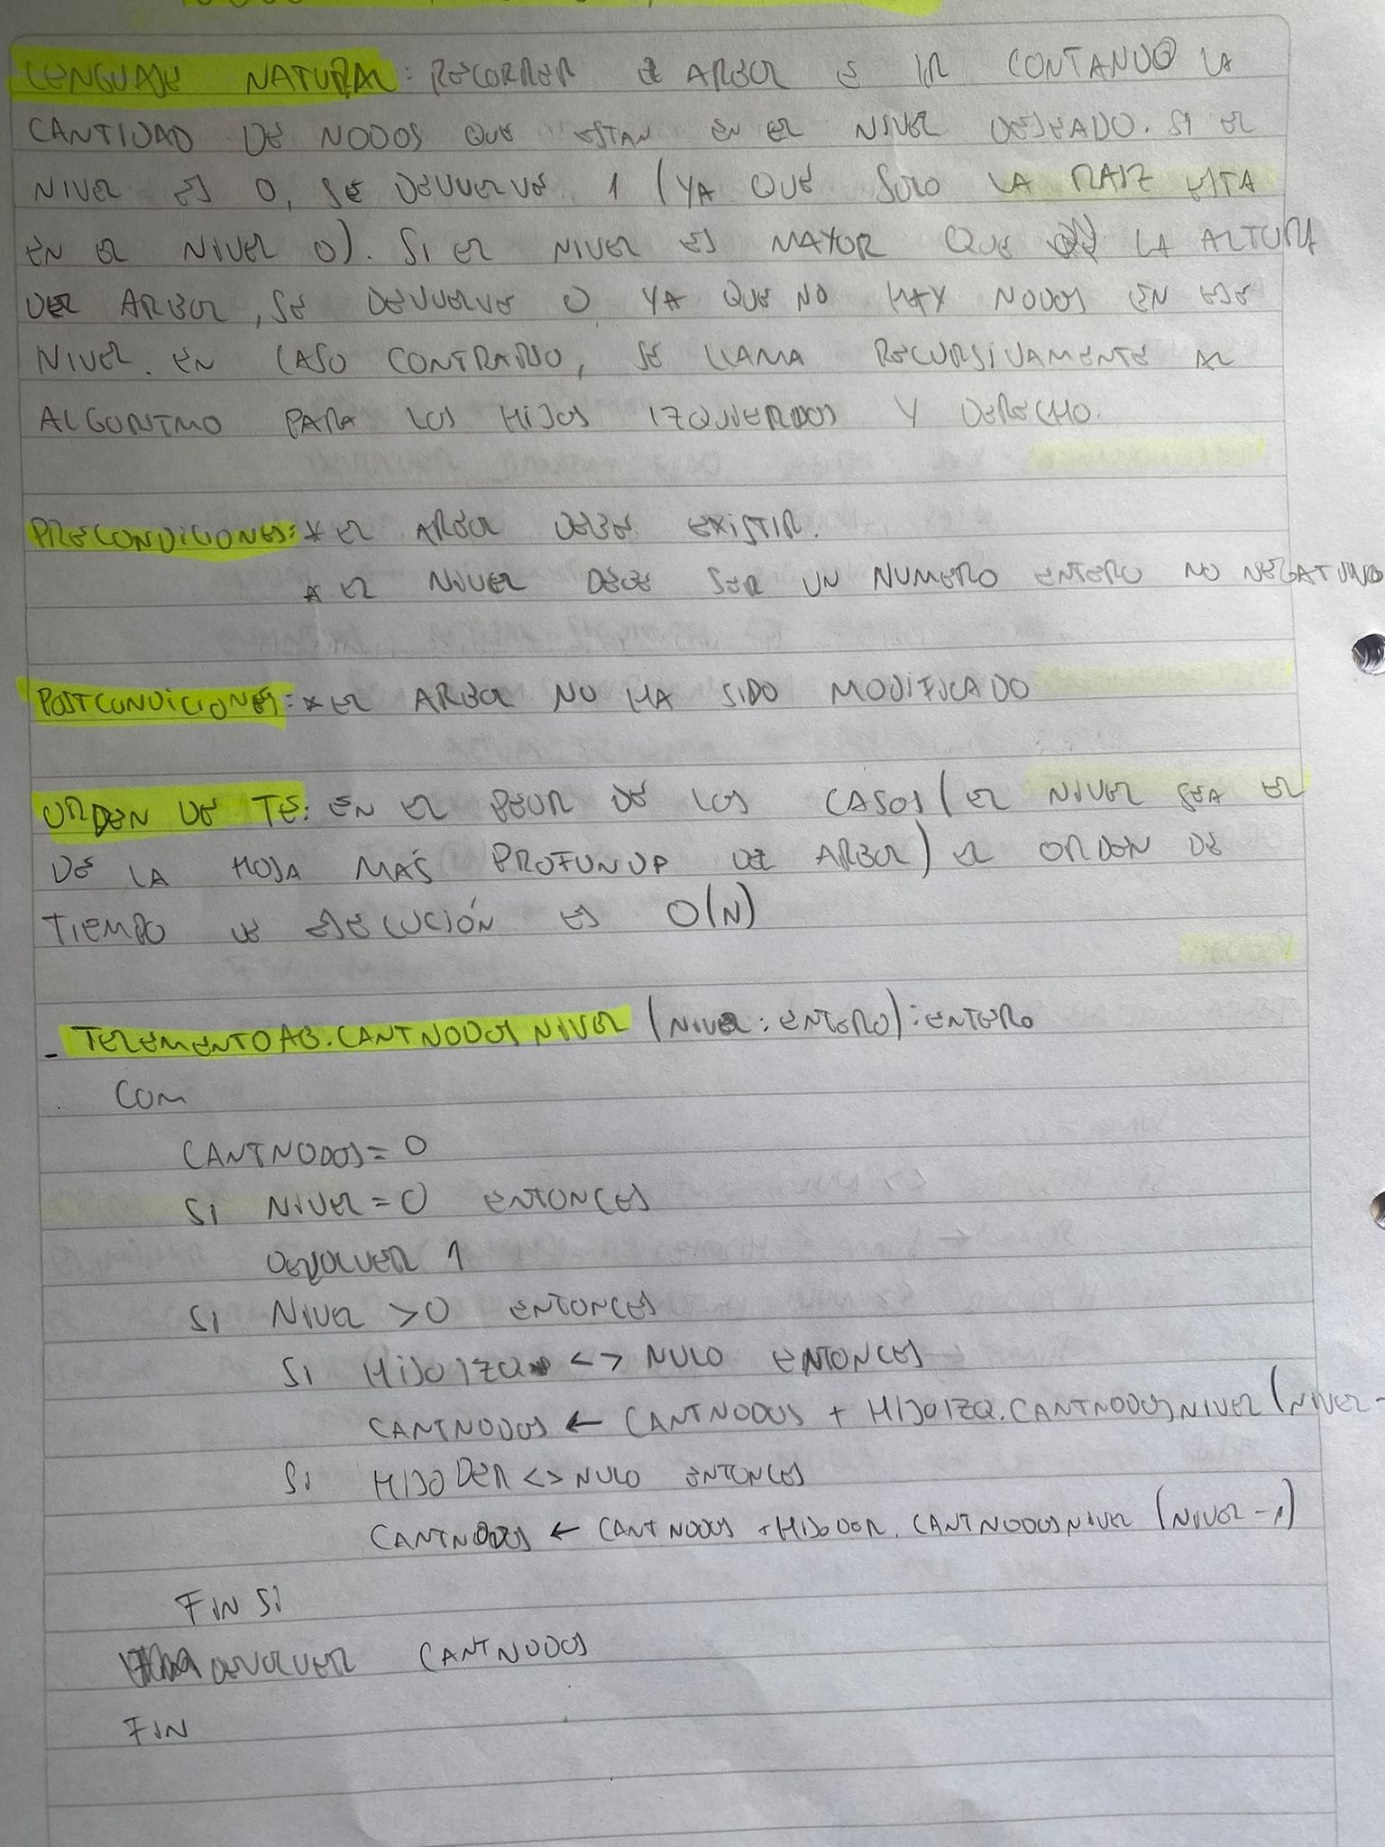 LENGUAJE NATURAL: RECORRER EL ARBOL E IR CONTANDO LA
CANTIDAD DE NODOS QUE ESTAN EN EL NIVEL DESEADO. SI EL
NIVEL ES 0, SE DEVUELVE 1 (YA QUE SOLO LA RAIZ ESTA
EN EL NIVEL 0). SI EL NIVEL ES MAYOR QUE LA ALTURA
DEL ARBOL, SE DEVUELVE 0 YA QUE NO HAY NODOS EN ESE
NIVEL. EN CASO CONTRARIO, SE LLAMA RECURSIVAMENTE AL
ALGORITMO PARA LOS HIJOS IZQUIERDOS Y DERECHO.
PRECONDICIONES: * EL ARBOL DEBE EXISTIR.
* EL NIVEL DEBE SER UN NUMERO ENTERO NO NEGATIVO
POSTCONDICIONES: * EL ARBOL NO HA SIDO MODIFICADO
ORDEN DE TE: EN EL PEOR DE LOS CASOS (EL NIVEL SEA EL
DE LA HOJA MÁS PROFUNDA DEL ARBOL) EL ORDEN DE
TIEMPO DE EJECUCIÓN ES O(N)
- TELEMENTOAB.CANTNODOSNIVEL (NIVEL: ENTERO): ENTERO
COM
CANTNODOS = 0
SI NIVEL = 0 ENTONCES
DEVOLVER 1
SI NIVEL > 0 ENTONCES
SI HIJOIZQ <> NULO ENTONCES
CANTNODOS ← CANTNODOS + HIJOIZQ.CANTNODOSNIVEL (NIVEL-
SI HIJODER <> NULO ENTONCES
CANTNODOS ← CANTNODOS + HIJODER.CANTNODOSNIVEL (NIVEL-1)
FIN SI
DEVOLVER CANTNODOS
FIN